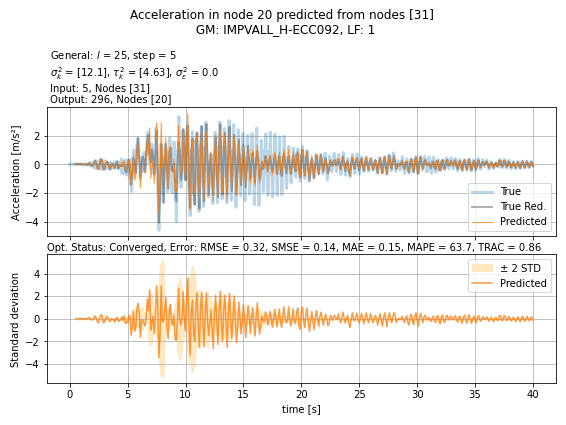 Acceleration in node 20 predicted from nodes [31]
GM: IMPVALL_H-ECC092, LF: 1
General: l = 25, step = 5
σ²ₖ = [12.1], τ²ₖ = [4.63], σ²ᵣ = 0.0
Input: 5, Nodes [31]
Output: 296, Nodes [20]
Acceleration [m/s²]
2
0
−2
−4
True
True Red.
Predicted
Opt. Status: Converged, Error: RMSE = 0.32, SMSE = 0.14, MAE = 0.15, MAPE = 63.7, TRAC = 0.86
Standard deviation
4
2
0
−2
−4
± 2 STD
Predicted
0 5 10 15 20 25 30 35 40
time [s]